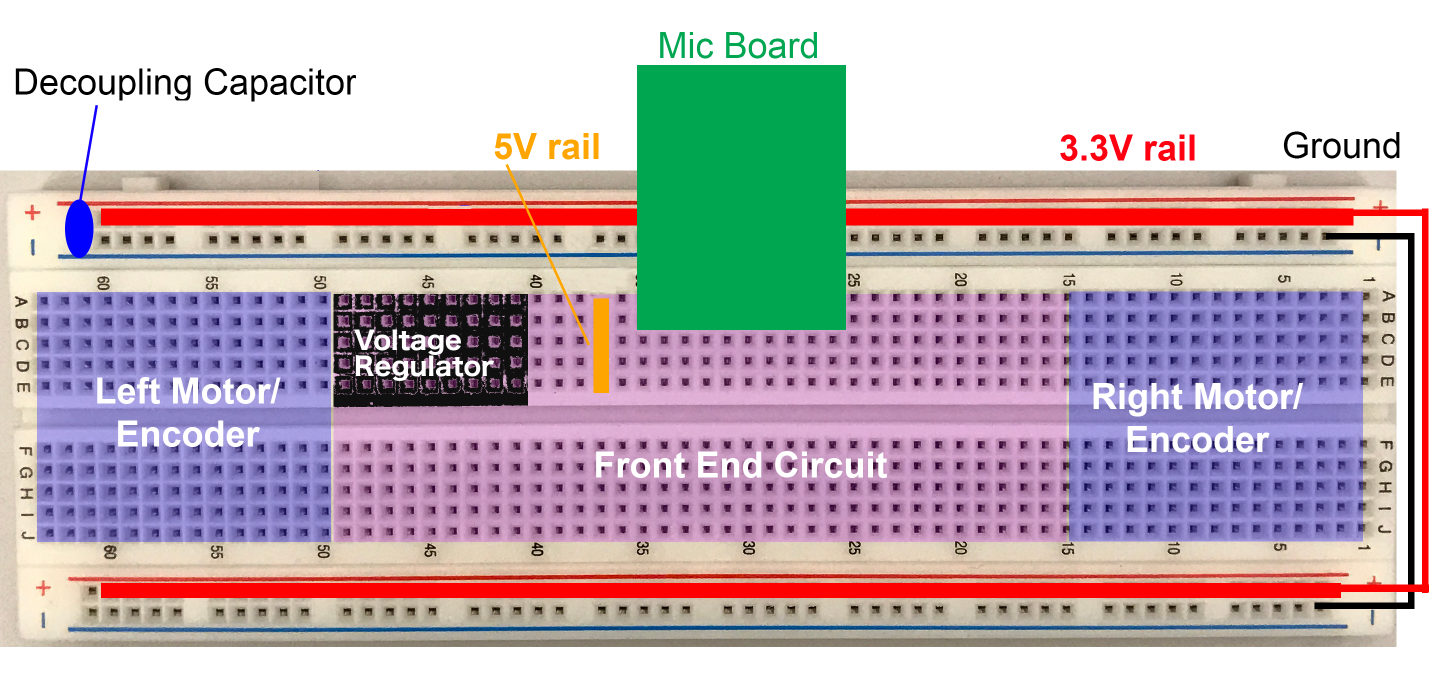 Mic Board
Decoupling Capacitor
5V rail
3.3V rail
Ground
+ +
- -
60 55 50 45 40 25 20 15 10 5 1
A A
B B
C C
D D
E E
Voltage
Regulator
Left Motor/
Encoder
Right Motor/
Encoder
F F
G G
H H
I I
J J
Front End Circuit
60 55 50 45 40 35 30 25 20 15 10 5 1
+ +
- -